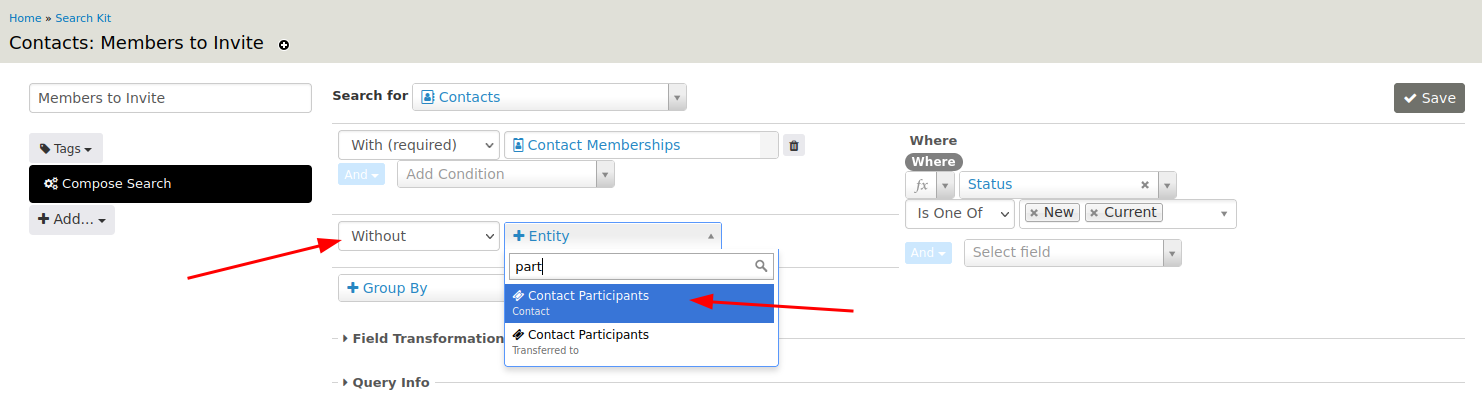 Home » Search Kit
Contacts: Members to Invite
Members to Invite
Tags
Compose Search
Add...
Search for Contacts
Save
With (required) Contact Memberships
And Add Condition
Without Entity
part
Contact Participants
Contact
Contact Participants
Transferred to
Group By
Field Transformation
Query Info
Where
Where
fx Status
Is One Of New Current
And Select field